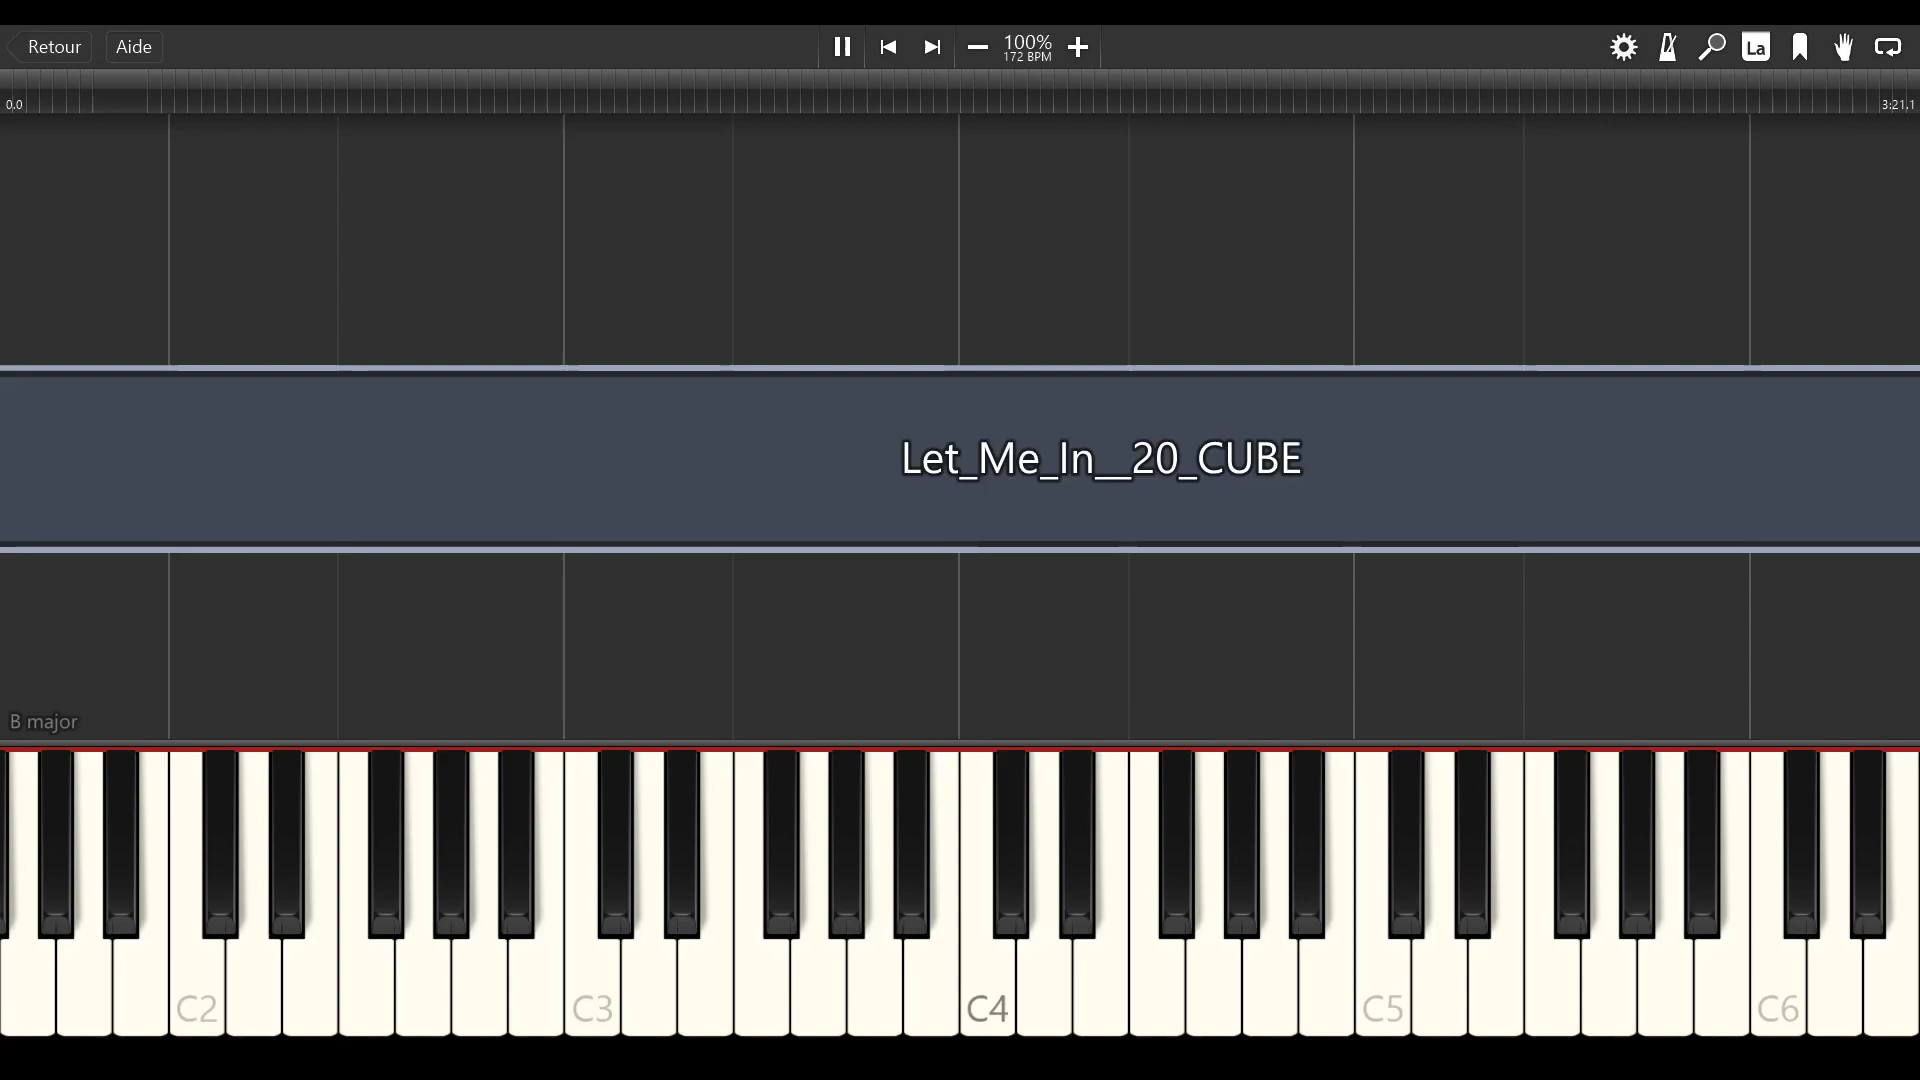 Retour
Aide
100%
172 BPM
La
0.0
3:21.1
Let_Me_In__20_CUBE
B major
C2
C3
C4
C5
C6